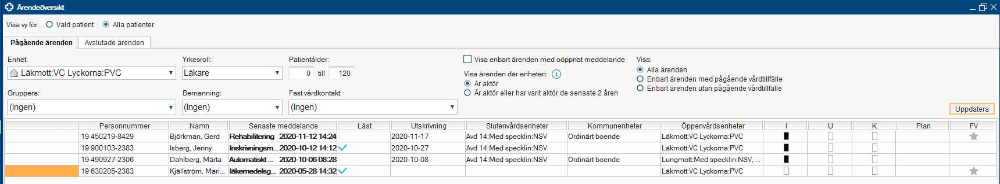 Ärendeöversikt
Visa vy för: Vald patient Alla patienter
Pågående ärenden Avslutade ärenden
Enhet: Yrkesroll: Patientålder:
Läkmott:VC Lyckorna:PVC Läkare 0 till 120
Gruppera: Bemanning: Fast vårdkontakt:
(Ingen) (Ingen) (Ingen)
Visa enbart ärenden med oöppnat meddelande
Visa ärenden där enheten: i
Är aktör
Är aktör eller har varit aktör de senaste 2 åren
Visa:
Alla ärenden
Enbart ärenden med pågående vårdtillfälle
Enbart ärenden utan pågående vårdtillfälle
Uppdatera
Personnummer Namn Senaste meddelande Läst Utskrivning Slutenvårdsenheter Kommunenheter Öppenvårdsenheter I U K Plan FV
19 450219-8429 Björkman, Gerd Rehabilitering 2020-11-12 14:24 2020-11-17 Avd 14:Med specklin:NSV Ordinärt boende Läkmott:VC Lyckorna:PVC
19 900103-2383 Isberg, Jenny Inskrivningsm... 2020-10-12 14:12 2020-10-27 Avd 14:Med specklin:NSV Läkmott:VC Lyckorna:PVC
19 490927-2306 Dahlberg, Märta Automatiskt ... 2020-10-06 08:28 2020-10-08 Avd 14:Med specklin:NSV Ordinärt boende Lungmott:Med specklin:NSV, ...
19 630205-2383 Kjällström, Mari... läkemedelsg... 2020-05-28 14:32 Läkmott:VC Lyckorna:PVC